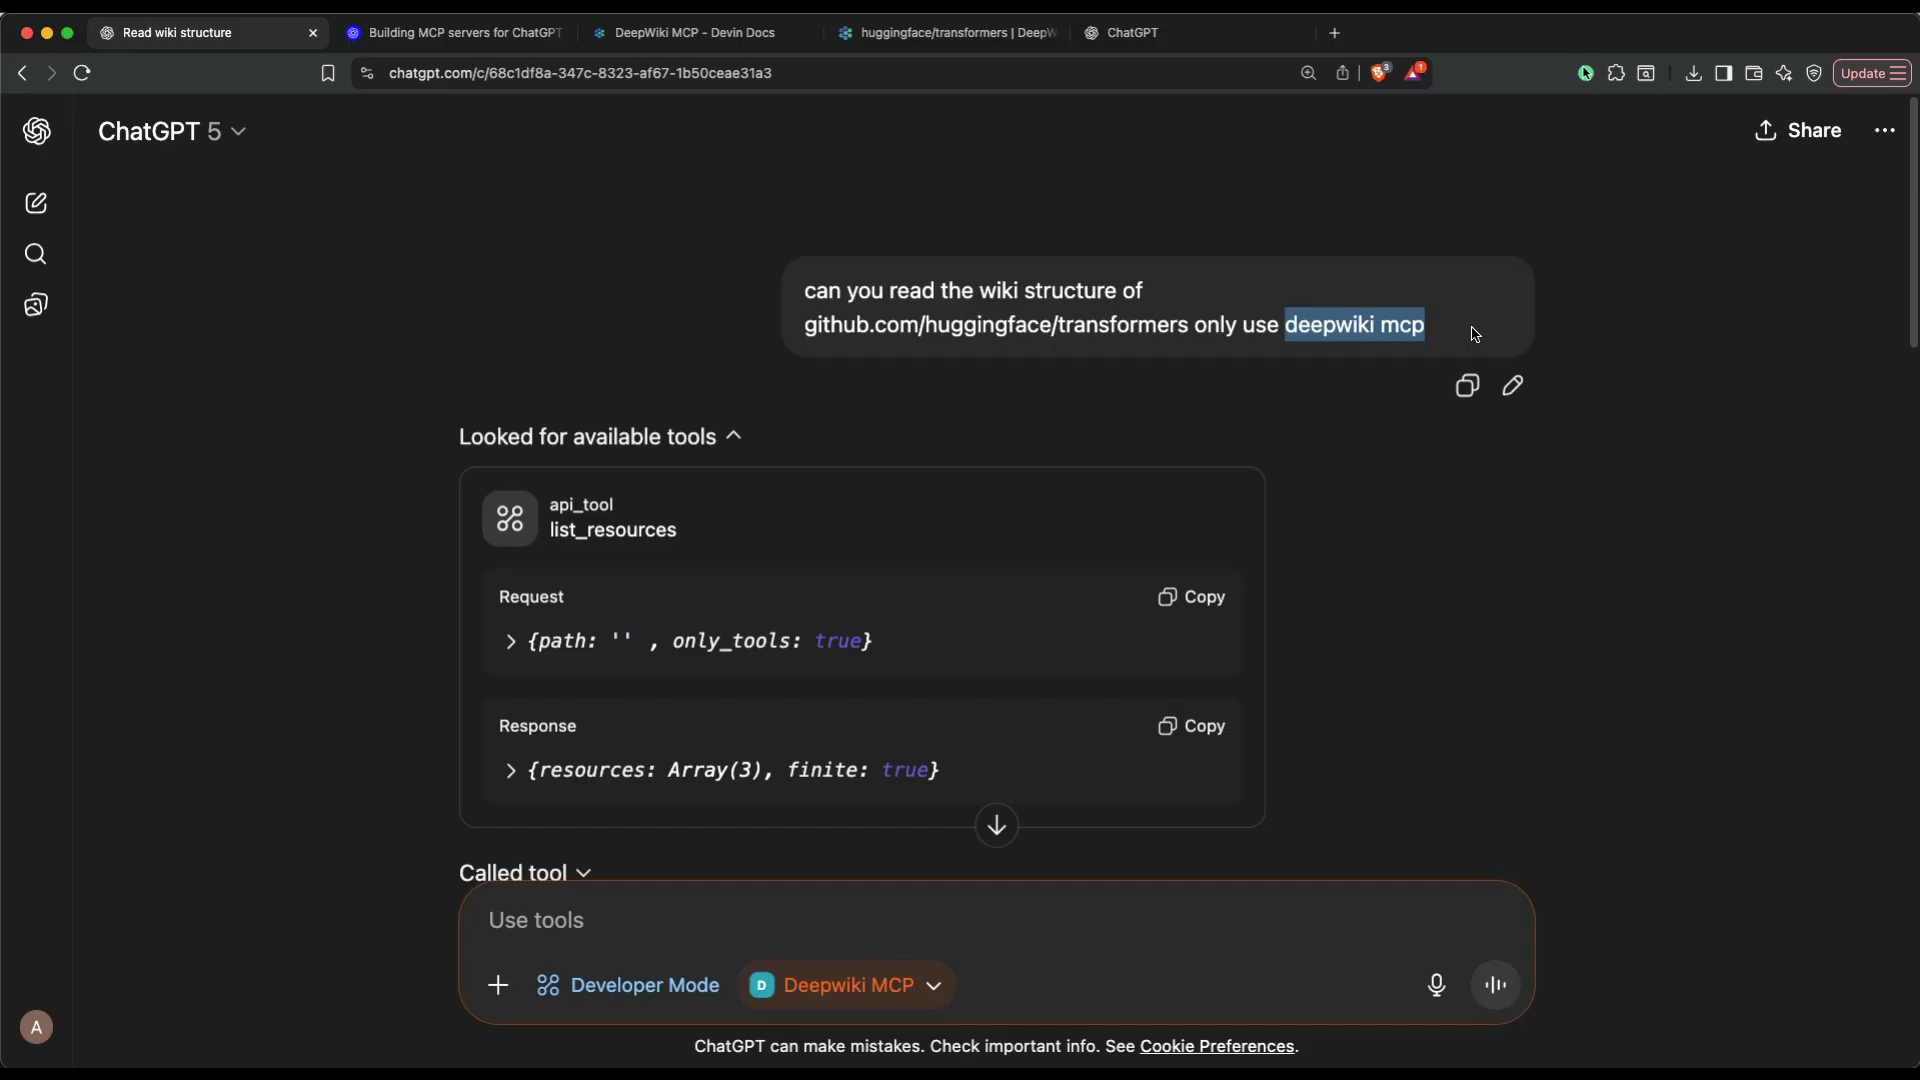 Read wiki structure
Building MCP servers for ChatGPT
DeepWiki MCP - Devin Docs
huggingface/transformers | DeepW
ChatGPT
chatgpt.com/c/68c1df8a-347c-8323-af67-1b50ceae31a3
3
1
Update
ChatGPT 5
Share
can you read the wiki structure of
github.com/huggingface/transformers only use deepwiki mcp
Looked for available tools
api_tool
list_resources
Request
Copy
{path: '' , only_tools: true}
Response
Copy
{resources: Array(3), finite: true}
Called tool
Use tools
Developer Mode
D
Deepwiki MCP
A
ChatGPT can make mistakes. Check important info. See Cookie Preferences.